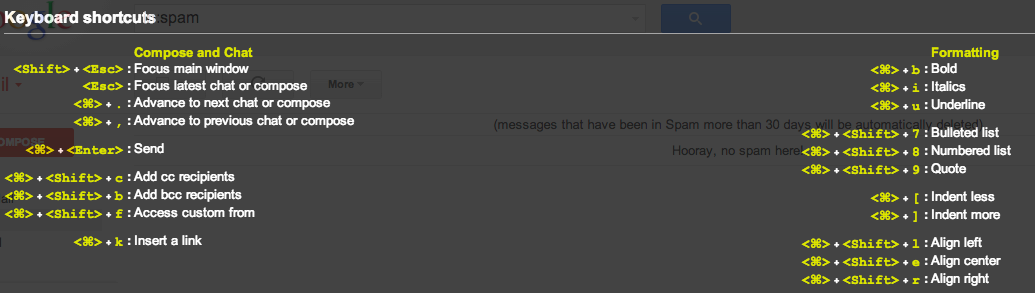 Keyboard shortcuts
:spam
Compose and Chat
<Shift> + <Esc> : Focus main window
<Esc> : Focus latest chat or compose
<⌘> + . : Advance to next chat or compose
<⌘> + , : Advance to previous chat or compose
<⌘> + <Enter> : Send
<⌘> + <Shift> + c : Add cc recipients
<⌘> + <Shift> + b : Add bcc recipients
<⌘> + <Shift> + f : Access custom from
<⌘> + k : Insert a link
More
(messages that have been in Spam more than 30 days will be automatically deleted)
Hooray, no spam here!
Formatting
<⌘> + b : Bold
<⌘> + i : Italics
<⌘> + u : Underline
<⌘> + <Shift> + 7 : Bulleted list
<⌘> + <Shift> + 8 : Numbered list
<⌘> + <Shift> + 9 : Quote
<⌘> + [ : Indent less
<⌘> + ] : Indent more
<⌘> + <Shift> + l : Align left
<⌘> + <Shift> + e : Align center
<⌘> + <Shift> + r : Align right